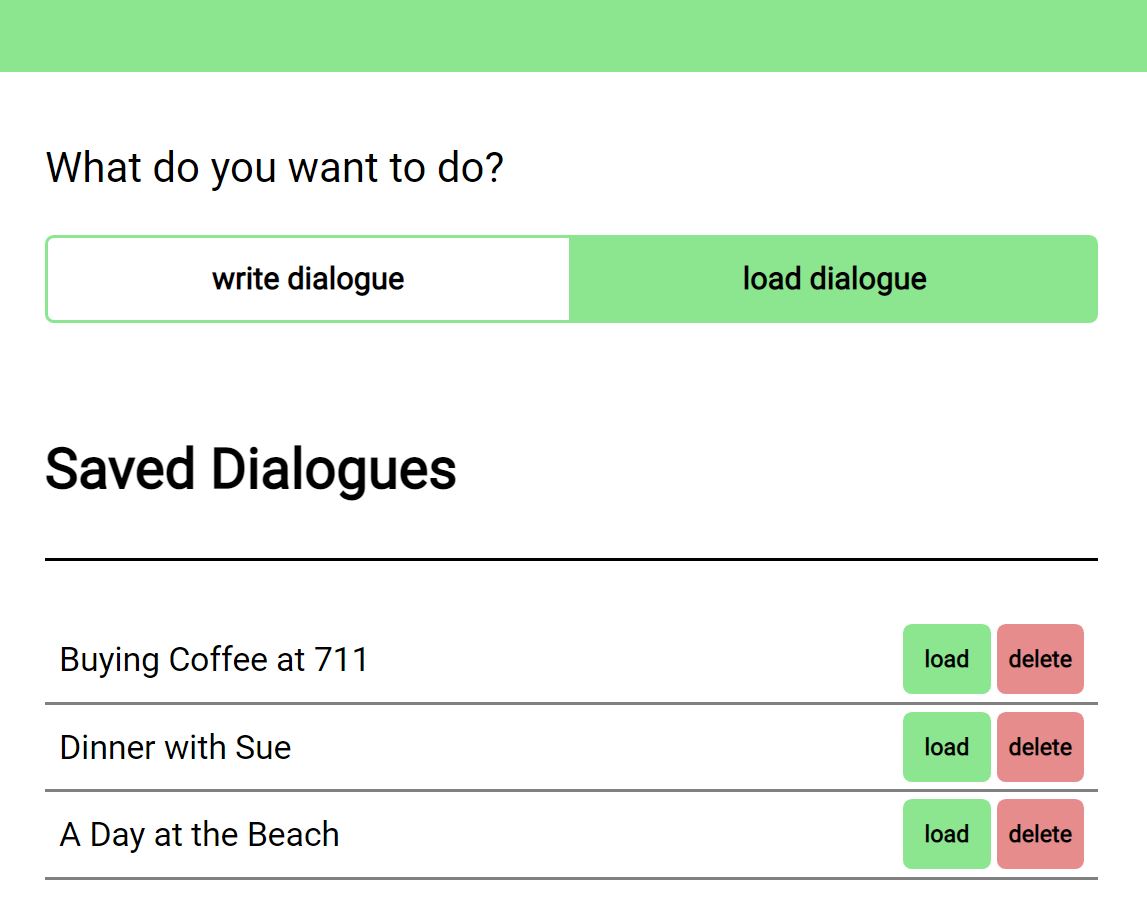 What do you want to do?
write dialogue load dialogue
Saved Dialogues
Buying Coffee at 711 load delete
Dinner with Sue load delete
A Day at the Beach load delete